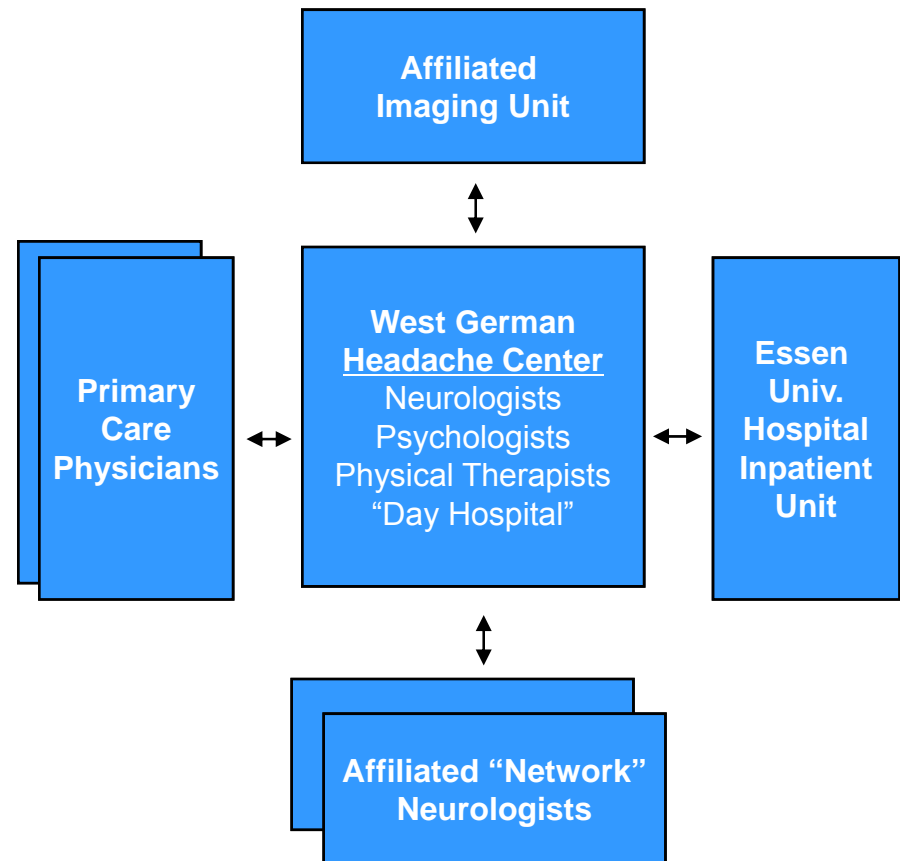 Affiliated
Imaging Unit
Primary
Care
Physicians
West German
Headache Center
Neurologists
Psychologists
Physical Therapists
“Day Hospital”
Essen
Univ.
Hospital
Inpatient
Unit
Affiliated “Network”
Neurologists